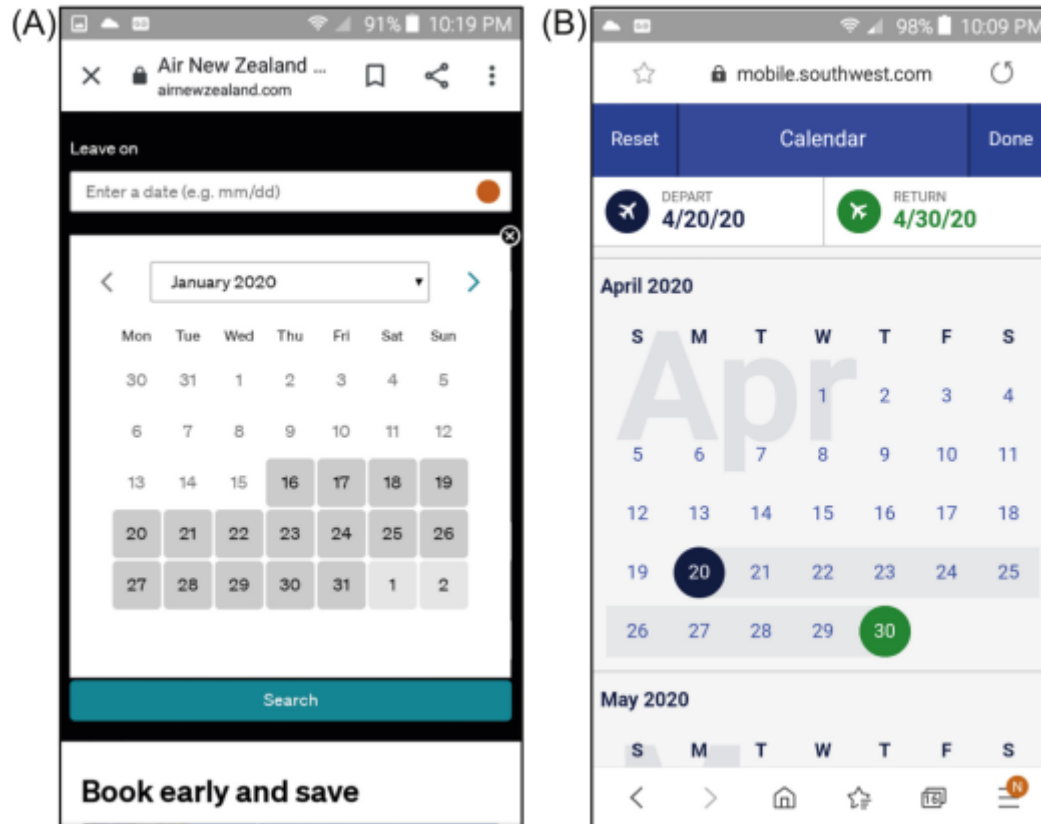 (A)
91% 10:19 PM
Air New Zealand ...
airnewzealand.com
Leave on
Enter a date (e.g. mm/dd)
January 2020
Mon Tue Wed Thu Fri Sat Sun
30 31 1 2 3 4 5
6 7 8 9 10 11 12
13 14 15 16 17 18 19
20 21 22 23 24 25 26
27 28 29 30 31 1 2
Search
Book early and save
(B)
98% 10:09 PM
mobile.southwest.com
Reset Calendar Done
DEPART
4/20/20
RETURN
4/30/20
April 2020
Apr
S M T W T F S
1 2 3 4
5 6 7 8 9 10 11
12 13 14 15 16 17 18
19 20 21 22 23 24 25
26 27 28 29 30
May 2020
S M T W T F S
16
N